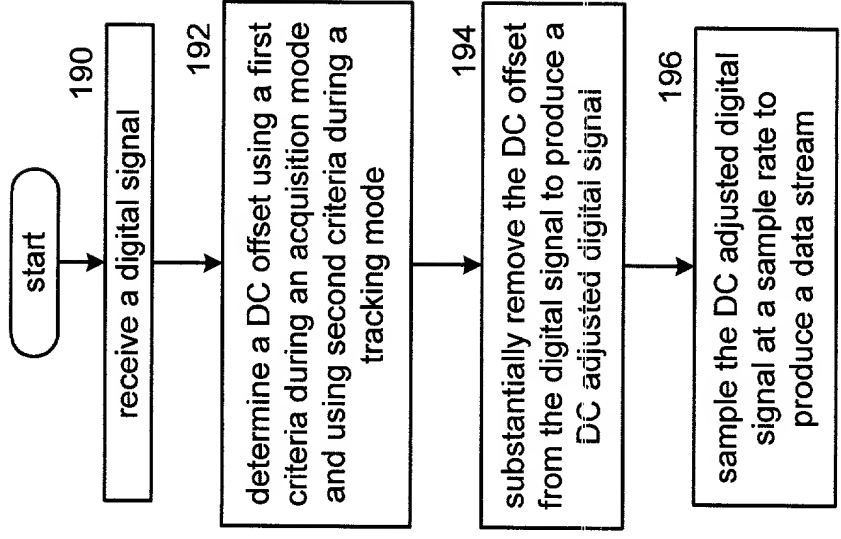 start
190
receive a digital signal
192
determine a DC offset using a first
criteria during an acquisition mode
and using second criteria during a
tracking mode
194
substantially remove the DC offset
from the digital signal to produce a
DC adjusted digital signal
196
sample the DC adjusted digital
signal at a sample rate to
produce a data stream